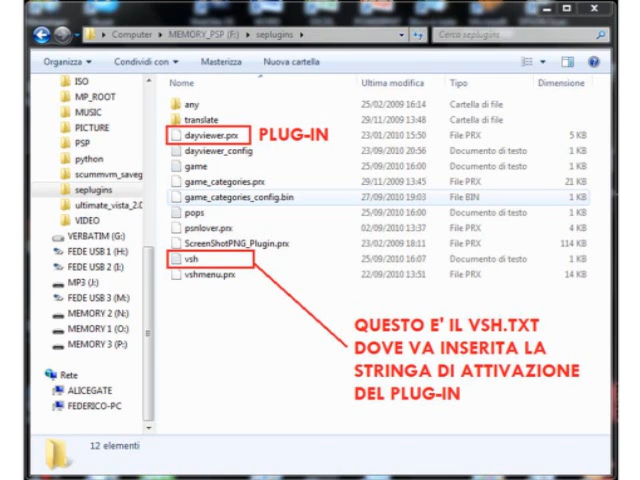 Computer ▸ MEMORY_PSP (F:) ▸ seplugins ▸
Cerca seplugins
Organizza ▾ Condividi con ▾ Masterizza Nuova cartella
ISO
MP_ROOT
MUSIC
PICTURE
PSP
python
scummvm_saveg
seplugins
ultimate_vista_2.0
VIDEO
VERBATIM (G:)
FEDE USB 1 (H:)
FEDE USB 2 (I:)
MP3 (J:)
FEDE USB 3 (M:)
MEMORY 2 (N:)
MEMORY 1 (O:)
MEMORY 3 (P:)
Rete
ALICEGATE
FEDERICO-PC
Nome Ultima modifica Tipo Dimensione
any 25/02/2009 16:14 Cartella di file
translate 29/11/2009 13:48 Cartella di file
dayviewer.prx 23/01/2010 15:50 File PRX 5 KB
PLUG-IN
dayviewer_config 23/09/2010 20:56 Documento di testo 1 KB
game 25/09/2010 16:00 Documento di testo 1 KB
game_categories.prx 29/11/2009 13:45 File PRX 21 KB
game_categories_config.bin 27/09/2010 19:03 File BIN 1 KB
pops 25/09/2010 16:00 Documento di testo 1 KB
psnlover.prx 02/09/2010 13:37 File PRX 4 KB
ScreenShotPNG_Plugin.prx 23/02/2009 18:11 File PRX 114 KB
vsh 25/09/2010 16:07 Documento di testo 1 KB
vshmenu.prx 22/09/2010 13:51 File PRX 14 KB
QUESTO E' IL VSH.TXT
DOVE VA INSERITA LA
STRINGA DI ATTIVAZIONE
DEL PLUG-IN
12 elementi